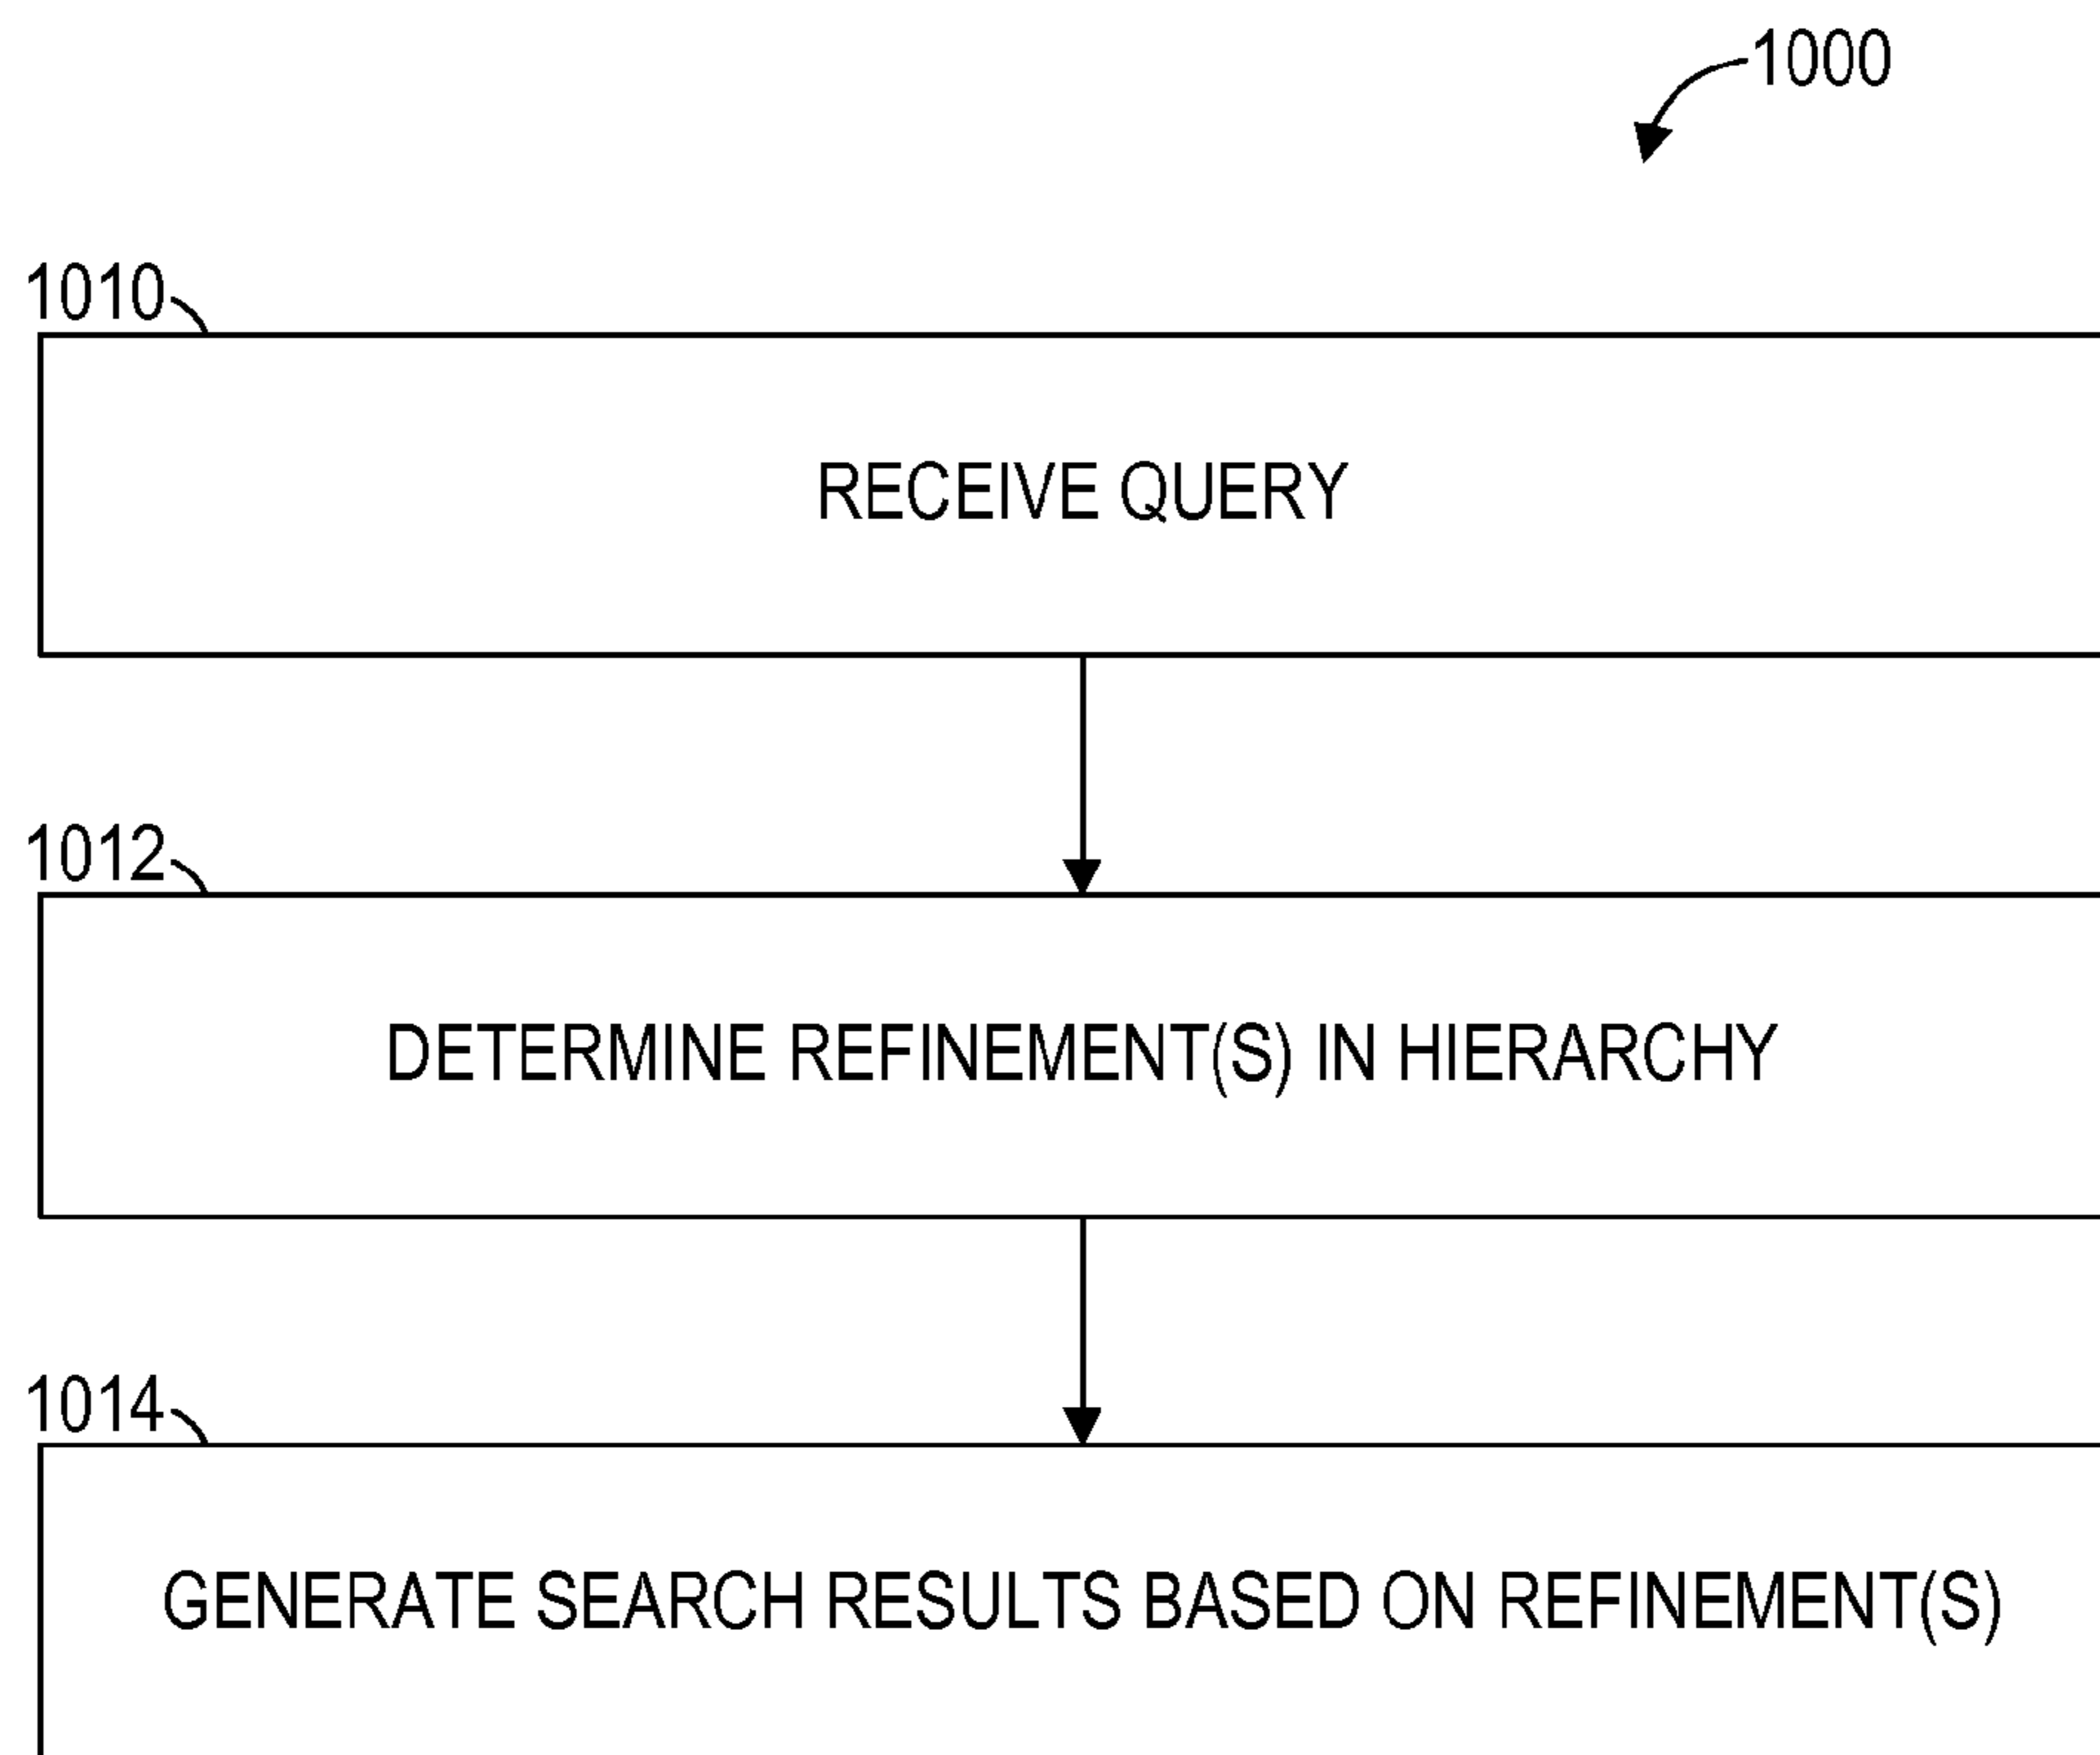 1000
1010
RECEIVE QUERY
1012
DETERMINE REFINEMENT(S) IN HIERARCHY
1014
GENERATE SEARCH RESULTS BASED ON REFINEMENT(S)